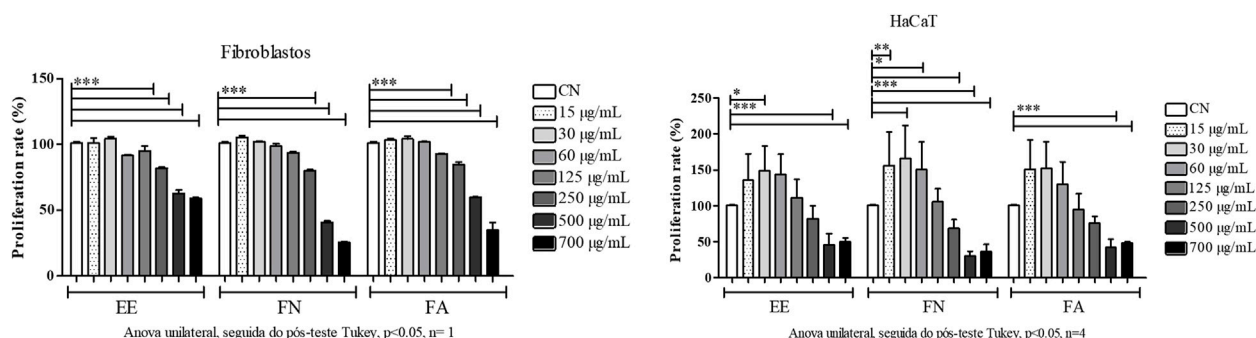 Fibroblastos
***
***
***
150
100
50
0
Proliferation rate (%)
EE
FN
FA
CN
15 µg/mL
30 µg/mL
60 µg/mL
125 µg/mL
250 µg/mL
500 µg/mL
700 µg/mL
Anova unilateral, seguida do pós-teste Tukey, p<0.05, n= 1
HaCaT
*
***
**
*
***
***
250
200
150
100
50
0
Proliferation rate (%)
EE
FN
FA
CN
15 µg/mL
30 µg/mL
60 µg/mL
125 µg/mL
250 µg/mL
500 µg/mL
700 µg/mL
Anova unilateral, seguida do pós-teste Tukey, p<0.05, n=4